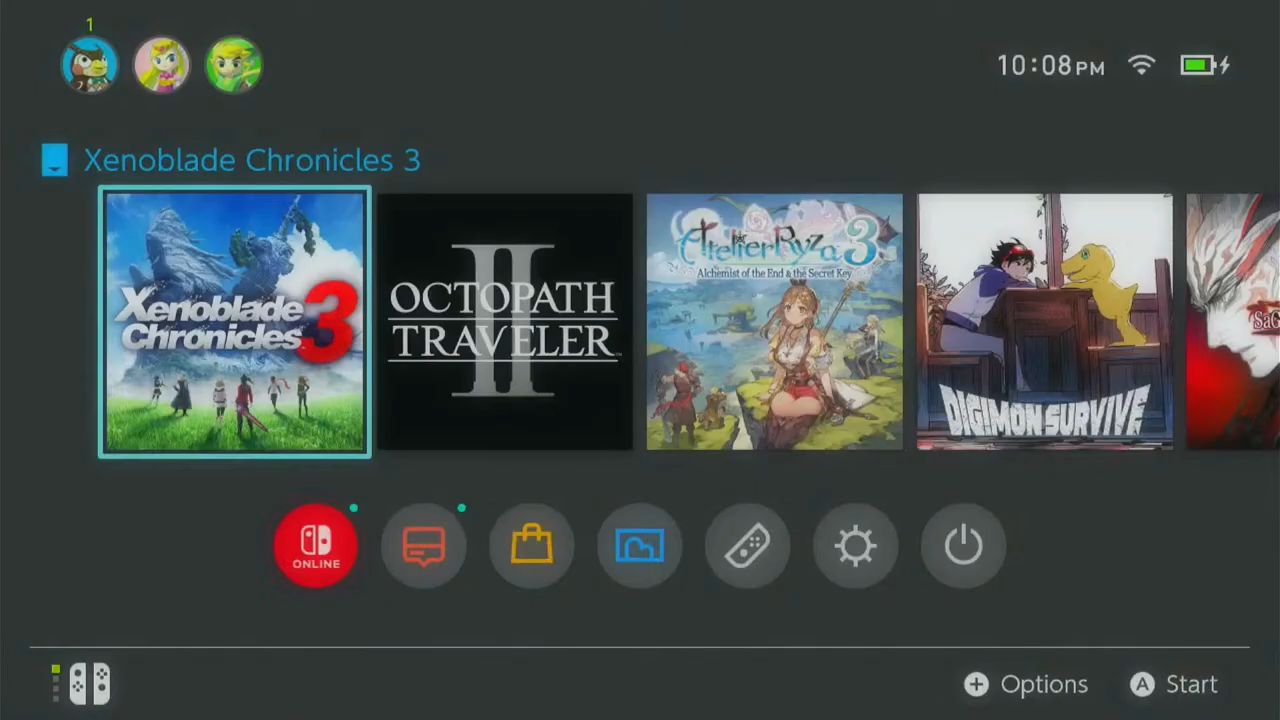 1
10:08 PM
Xenoblade Chronicles 3
Xenoblade
Chronicles 3
OCTOPATH
II
TRAVELER
Atelier Ryza 3
Alchemist of the End & the Secret Key
DIGIMON SURVIVE
SaG
ONLINE
Options
A Start